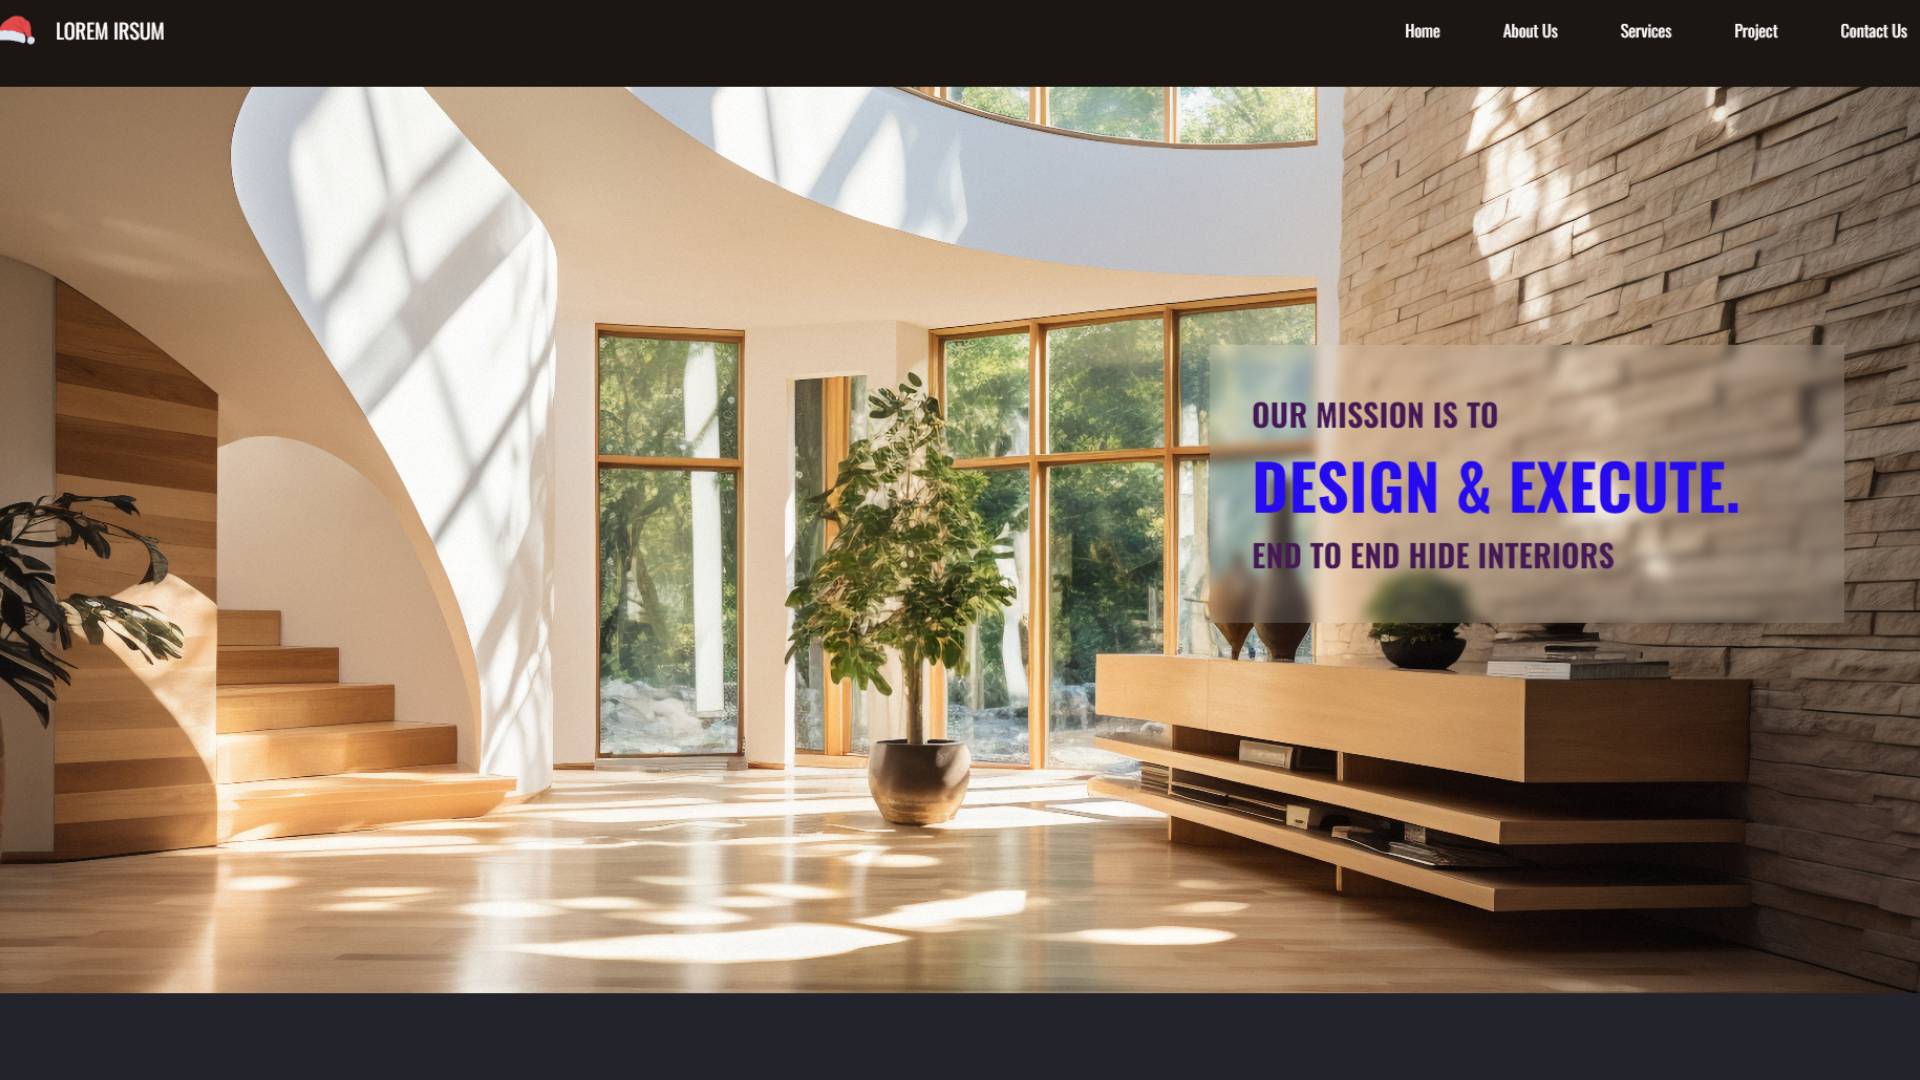 LOREM IRSUM
Home About Us Services Project Contact Us
OUR MISSION IS TO
DESIGN & EXECUTE.
END TO END HIDE INTERIORS